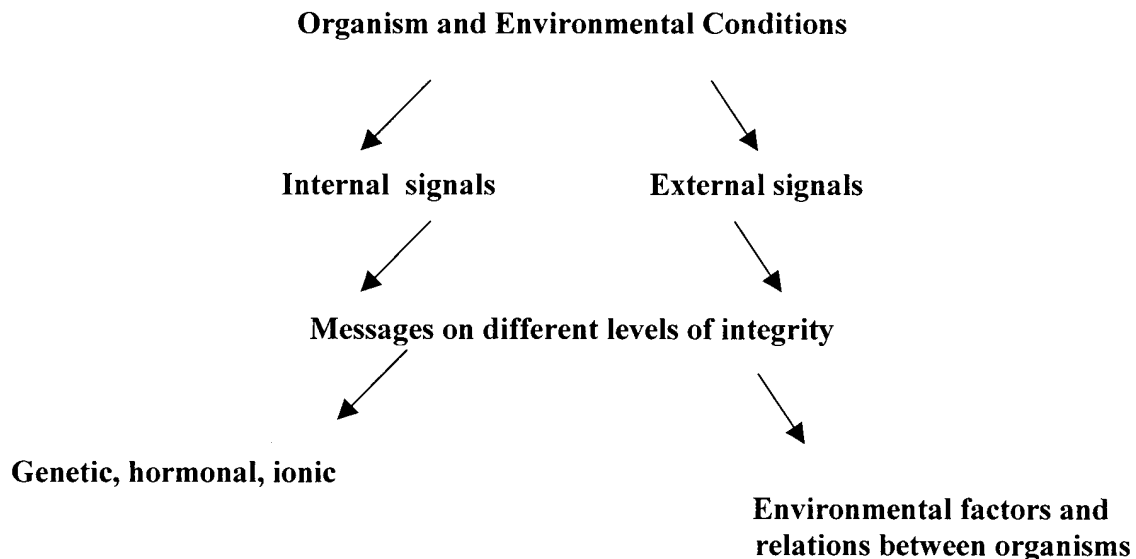 Organism and Environmental Conditions
Internal signals
External signals
Messages on different levels of integrity
Genetic, hormonal, ionic
Environmental factors and
relations between organisms